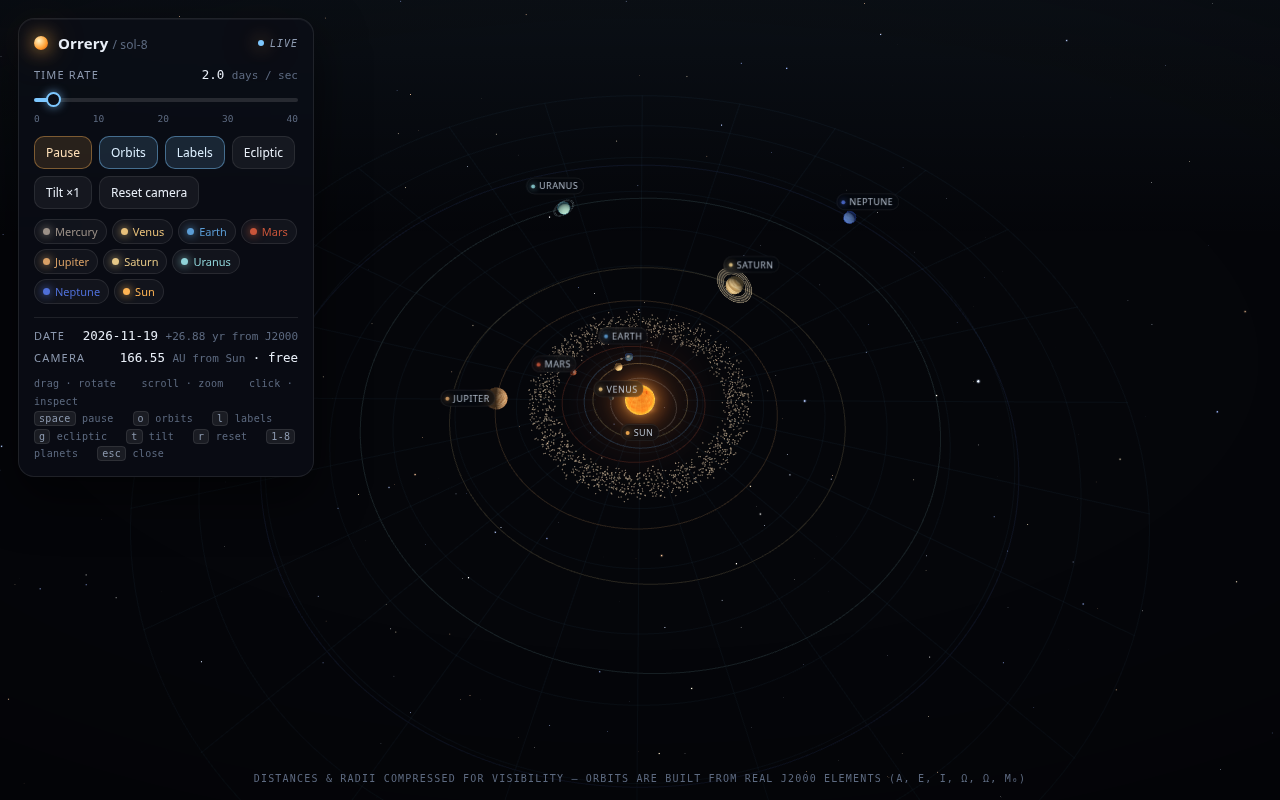 Orrery / sol-8
LIVE
TIME RATE 2.0 days / sec
0 10 20 30 40
Pause Orbits Labels Ecliptic
Tilt ×1 Reset camera
Mercury Venus Earth Mars
Jupiter Saturn Uranus
Neptune Sun
DATE 2026-11-19 +26.88 yr from J2000
CAMERA 166.55 AU from Sun · free
drag · rotate scroll · zoom click ·
inspect
space pause o orbits l labels
g ecliptic t tilt r reset 1-8
planets esc close
URANUS
NEPTUNE
SATURN
EARTH
MARS
VENUS
JUPITER
SUN
DISTANCES & RADII COMPRESSED FOR VISIBILITY — ORBITS ARE BUILT FROM REAL J2000 ELEMENTS (A, E, I, Ω, Ω, M₀)